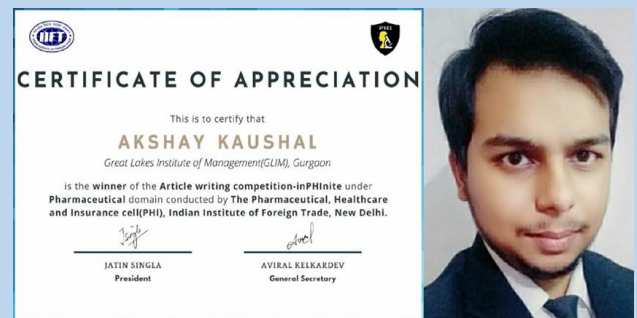 IIFT
PHI
CERTIFICATE OF APPRECIATION
This is to certify that
AKSHAY KAUSHAL
Great Lakes Institute of Management(GLIM), Gurgaon
is the winner of the Article writing competition-inPHInite under
Pharmaceutical domain conducted by The Pharmaceutical, Healthcare
and Insurance cell(PHI), Indian Institute of Foreign Trade, New Delhi.
JATIN SINGLA
President
AVIRAL KELKARDEV
General Secretary